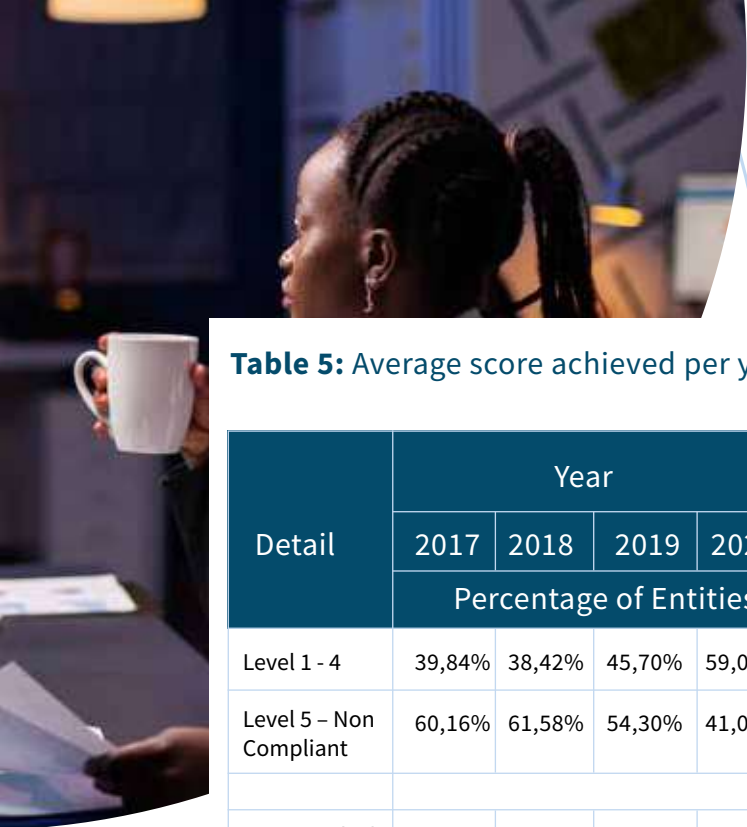 Table 5: Average score achieved per
Year
Detail
2017 2018 2019
Percentage of Entities
Level 1 - 4 39,84% 38,42% 45,70%
Level 5 – Non 60,16% 61,58% 54,30%
Compliant